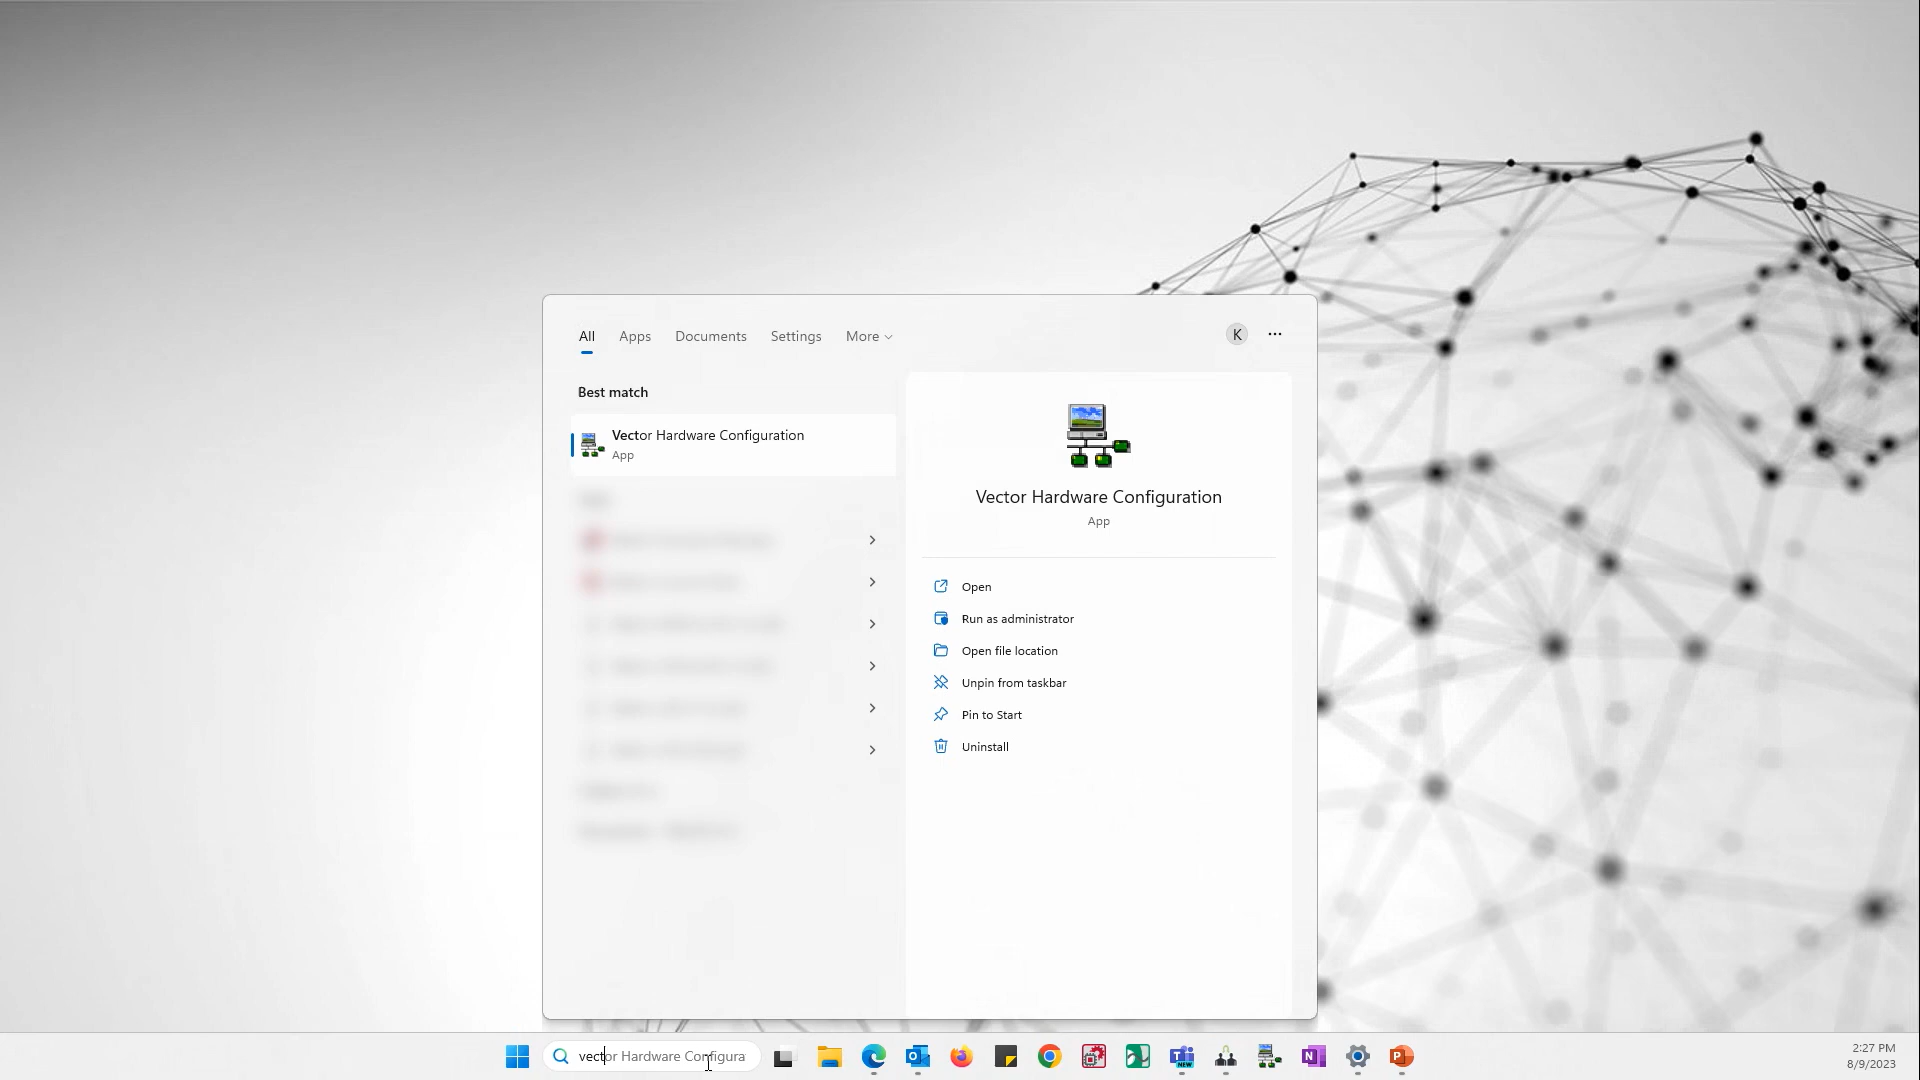 All Apps Documents Settings More
K
Best match
Vector Hardware Configuration
App
Vector Hardware Configuration
App
Open
Run as administrator
Open file location
Unpin from taskbar
Pin to Start
Uninstall
vector Hardware Configura
NEW
N
P
2:27 PM
8/9/2023